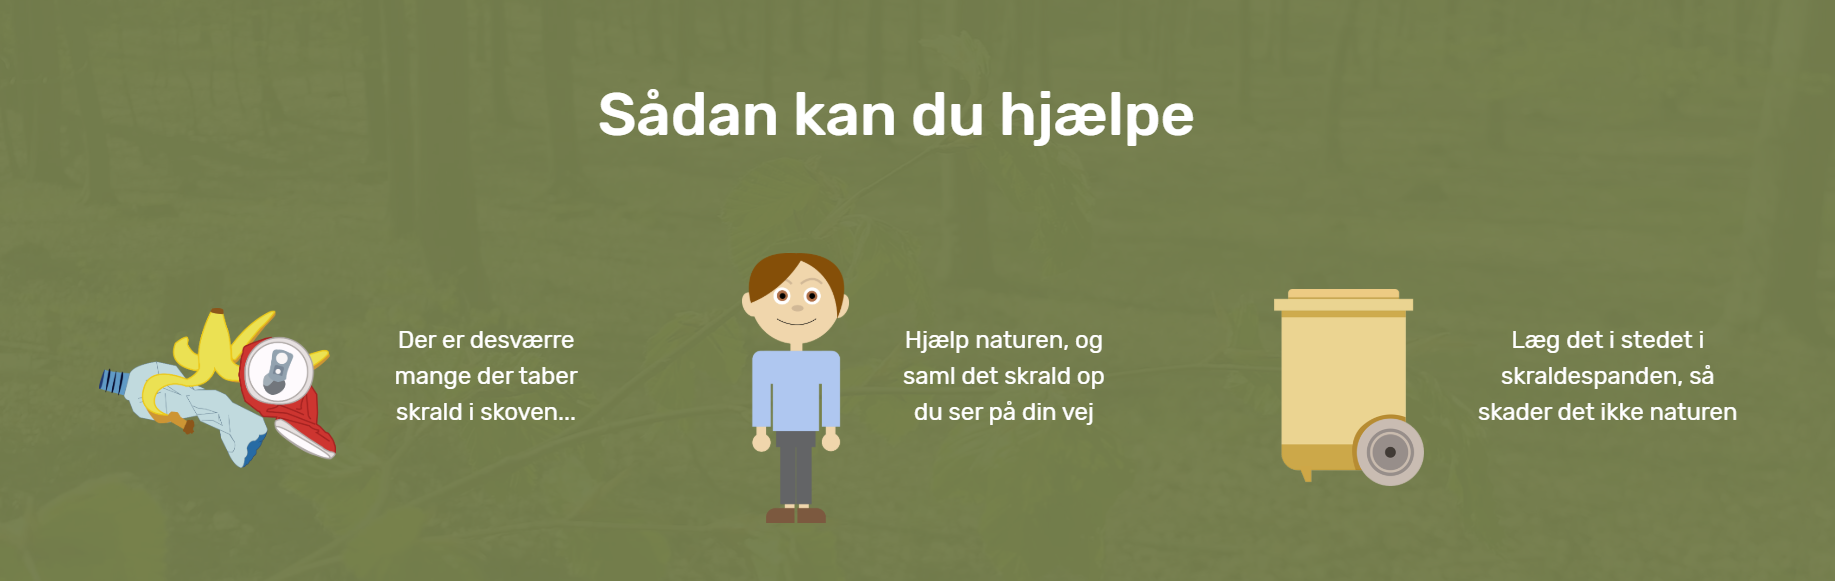 Sådan kan du hjælpe
Der er desværre
mange der taber
skrald i skoven...
Hjælp naturen, og
saml det skrald op
du ser på din vej
Læg det i stedet i
skraldespanden, så
skader det ikke naturen